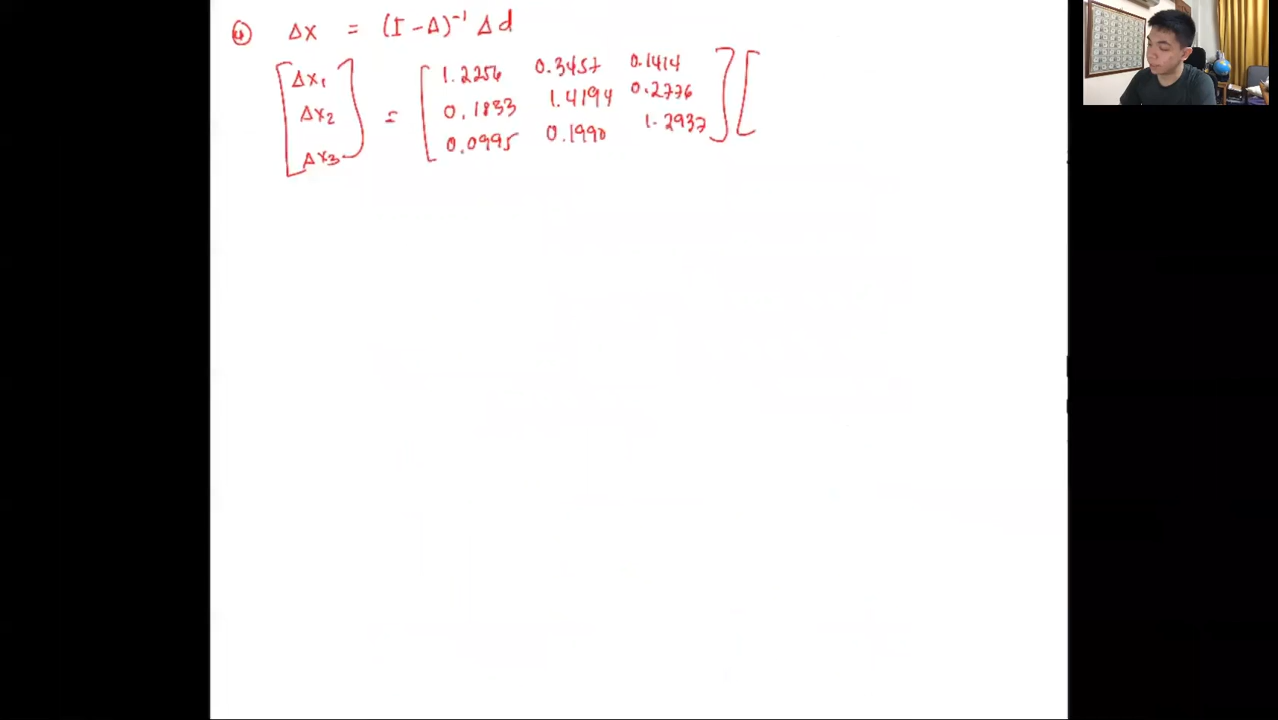 ④ Δx = (I - A)⁻¹ Δd
[Δx₁ Δx₂ Δx₃] = [1.2256 0.3457 0.1414
0.1833 1.4194 0.2776
0.0995 0.1990 1.2937] [